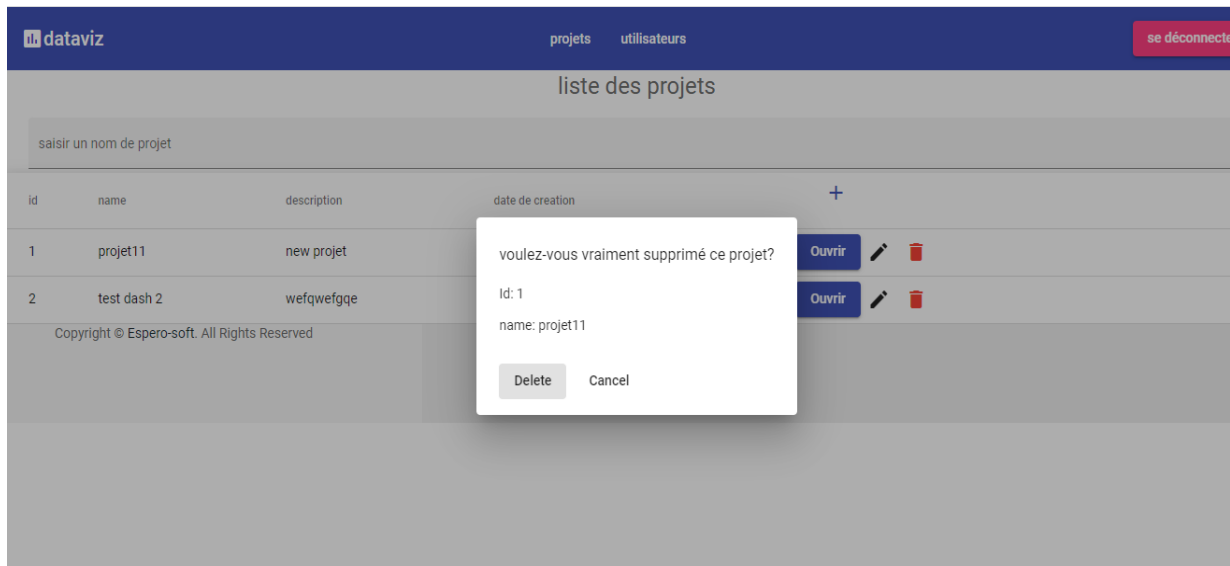 dataviz projets utilisateurs se déconnecte
liste des projets
saisir un nom de projet
id name description date de creation +
1 projet11 new projet Ouvrir
2 test dash 2 wefqwefgqe Ouvrir
Copyright © Espero-soft. All Rights Reserved
voulez-vous vraiment supprimé ce projet?
Id: 1
name: projet11
Delete Cancel